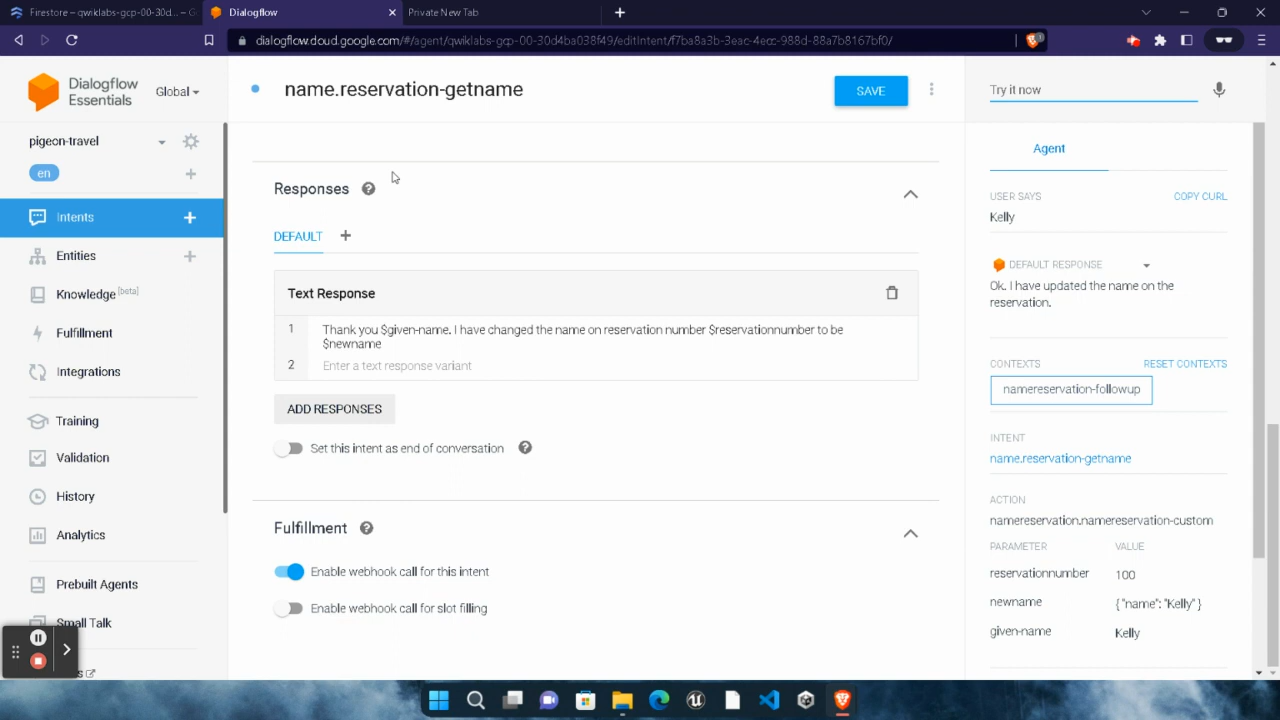 Firestore – qwiklabs-gcp-00-30d4... – G
Dialogflow
Private New Tab
dialogflow.cloud.google.com/#/agent/qwiklabs-gcp-00-30d4ba038f49/editIntent/f7ba8a3b-3eac-4ecc-988d-88a7b8167bf0/
Dialogflow
Essentials
Global
name.reservation-getname
SAVE
Try it now
pigeon-travel
en
Intents
Entities
Knowledge [beta]
Fulfillment
Integrations
Training
Validation
History
Analytics
Prebuilt Agents
Small Talk
Responses
DEFAULT
Text Response
1 Thank you $given-name. I have changed the name on reservation number $reservationnumber to be
$newname
2 Enter a text response variant
ADD RESPONSES
Set this intent as end of conversation
Fulfillment
Enable webhook call for this intent
Enable webhook call for slot filling
Agent
USER SAYS COPY CURL
Kelly
DEFAULT RESPONSE
Ok. I have updated the name on the
reservation.
CONTEXTS RESET CONTEXTS
namereservation-followup
INTENT
name.reservation-getname
ACTION
namereservation.namereservation-custom
PARAMETER VALUE
reservationnumber 100
newname { "name": "Kelly" }
given-name Kelly